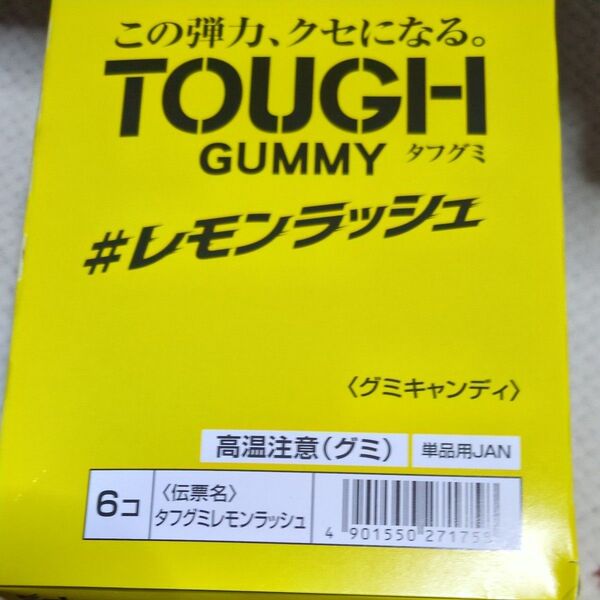 この弾力、クセになる。
TOUGH
GUMMY タフグミ
#レモンラッシュ
〈グミキャンディ〉
高温注意(グミ) 単品用JAN
6コ
〈伝票名〉
タフグミレモンラッシュ
4 901550 27175